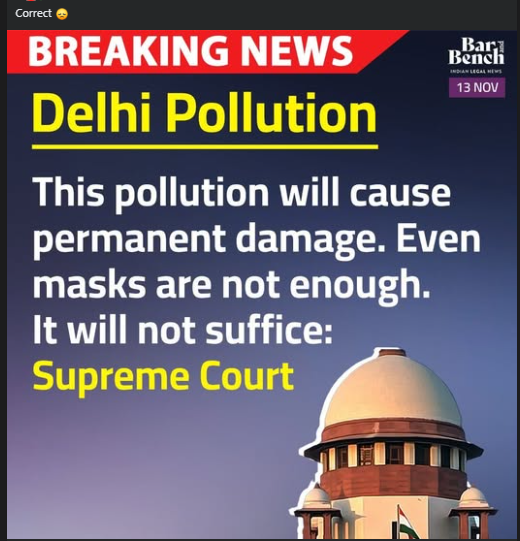 Correct 😞
BREAKING NEWS
Bar and
Bench
INDIAN LEGAL NEWS
13 NOV
Delhi Pollution
This pollution will cause
permanent damage. Even
masks are not enough.
It will not suffice:
Supreme Court